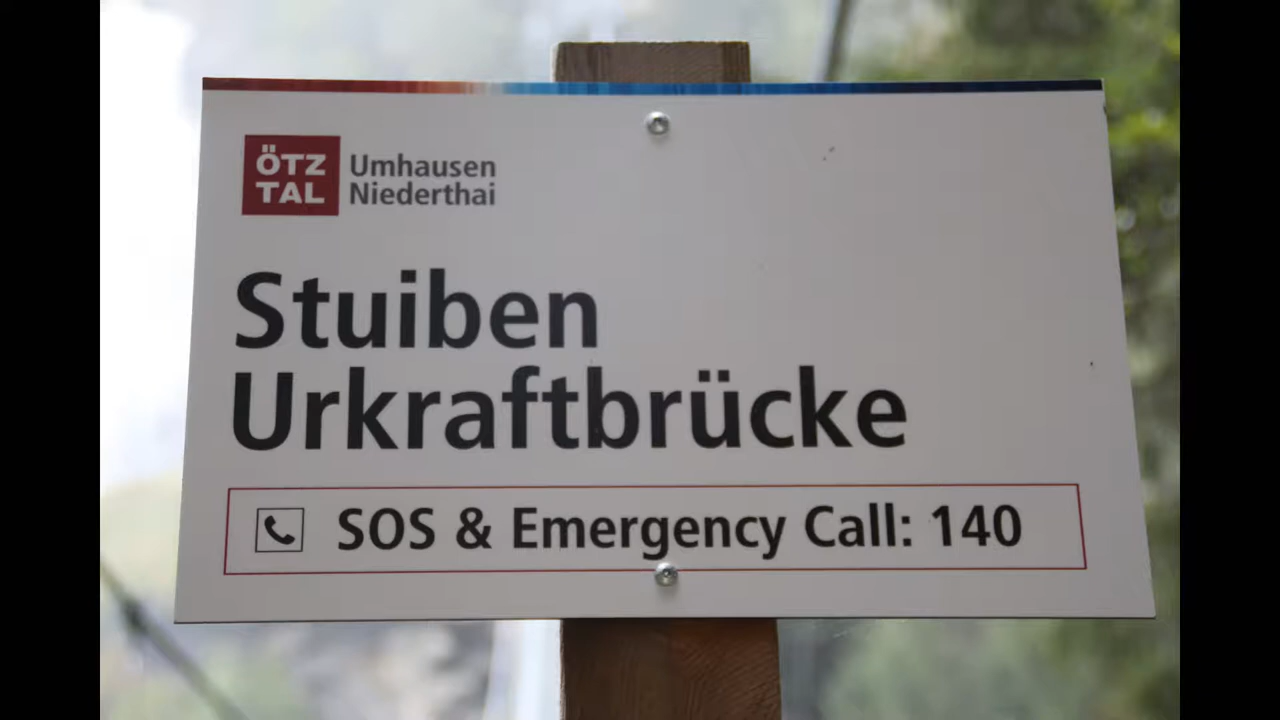 ÖTZ
TAL
Umhausen
Niederthai
Stuiben
Urkraftbrücke
SOS & Emergency Call: 140